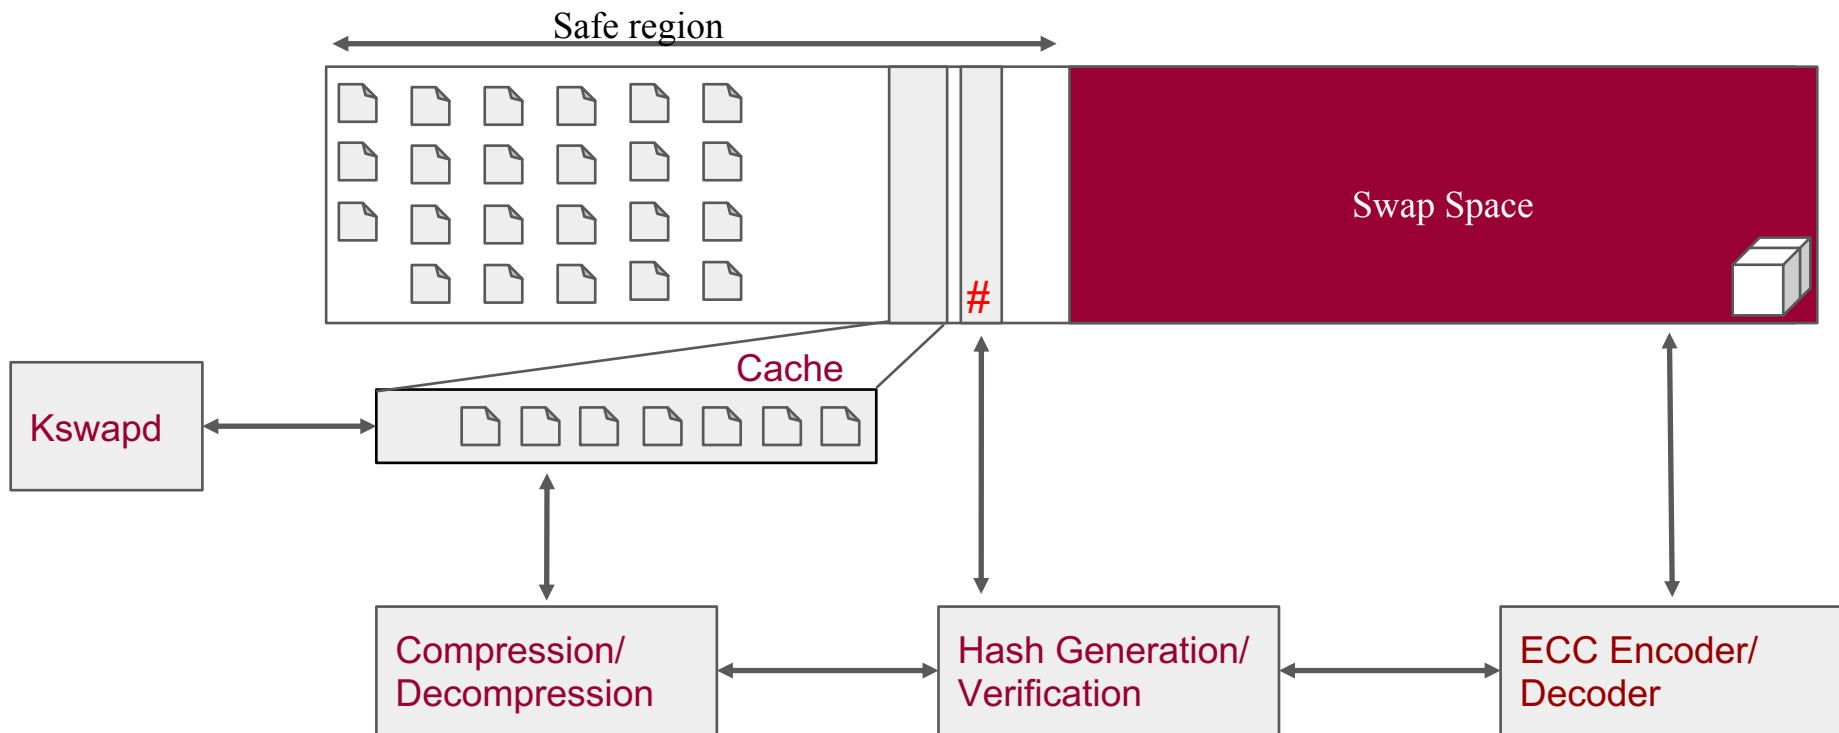 Safe region
Swap Space
#
Cache
Kswapd
Compression/
Decompression
Hash Generation/
Verification
ECC Encoder/
Decoder